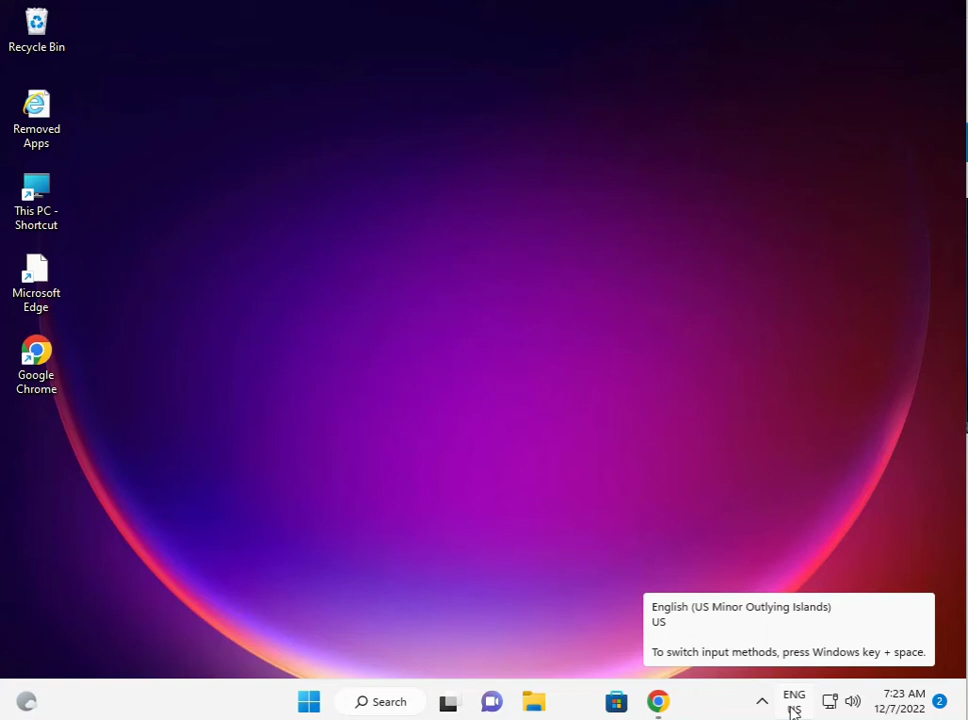 Recycle Bin
Removed
Apps
This PC -
Shortcut
Microsoft
Edge
Google
Chrome
English (US Minor Outlying Islands)
US
To switch input methods, press Windows key + space.
Search
ENG
US
7:23 AM
12/7/2022
2